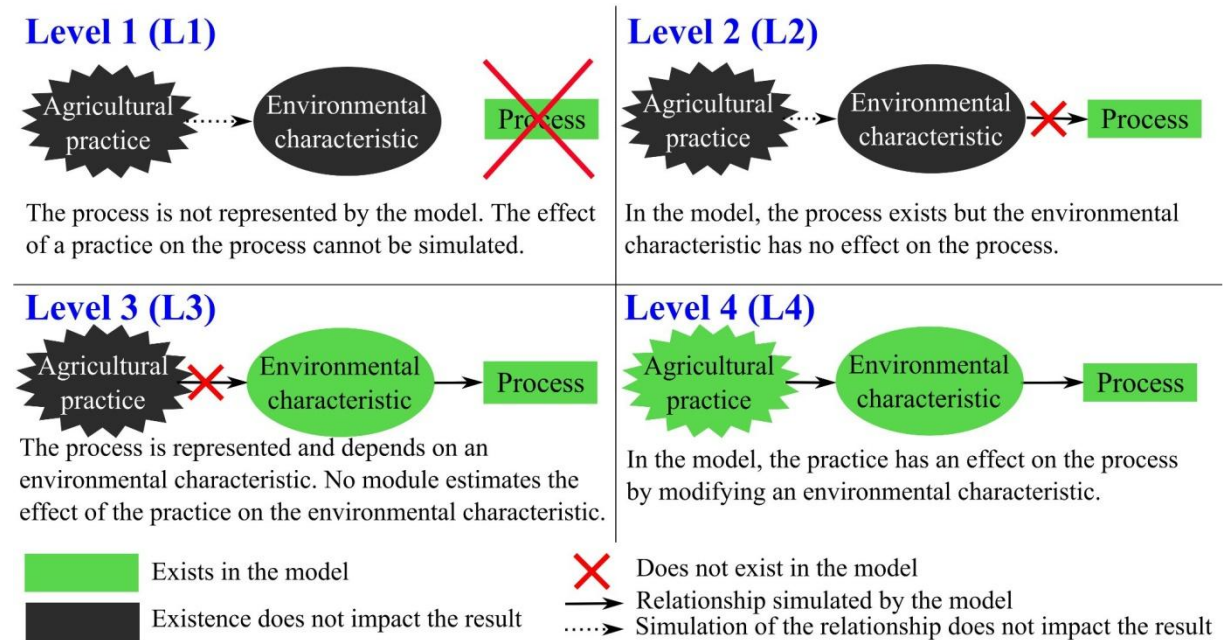 Level 1 (L1)
Agricultural
practice
Environmental
characteristic
Process
The process is not represented by the model. The effect
of a practice on the process cannot be simulated.
Level 2 (L2)
Agricultural
practice
Environmental
characteristic
Process
In the model, the process exists but the environmental
characteristic has no effect on the process.
Level 3 (L3)
Agricultural
practice
Environmental
characteristic
Process
The process is represented and depends on an
environmental characteristic. No module estimates the
effect of the practice on the environmental characteristic.
Level 4 (L4)
Agricultural
practice
Environmental
characteristic
Process
In the model, the practice has an effect on the process
by modifying an environmental characteristic.
Exists in the model
Existence does not impact the result
Does not exist in the model
Relationship simulated by the model
Simulation of the relationship does not impact the result